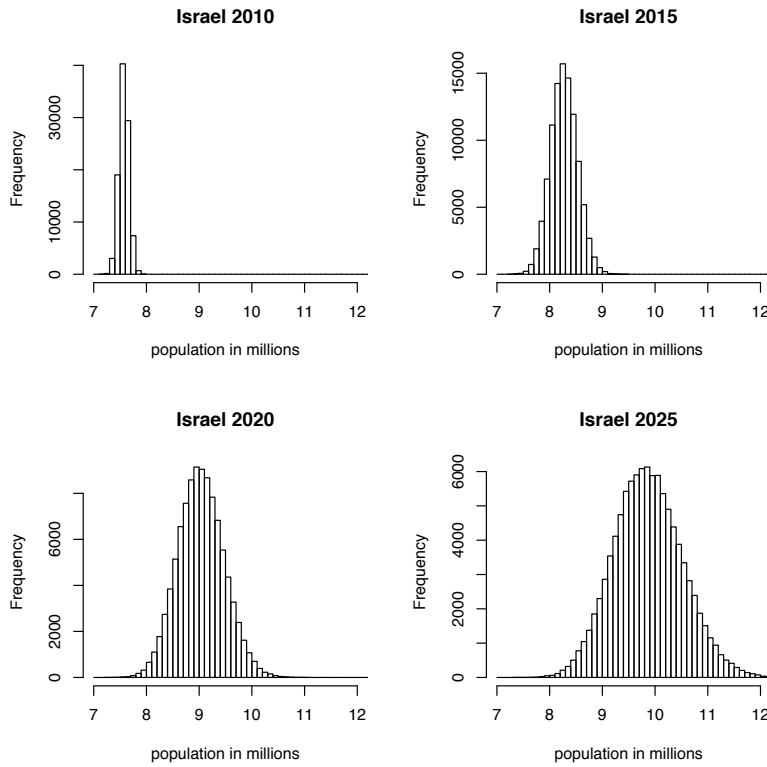 Israel 2010
Frequency
30000
10000
0
7 8 9 10 11 12
population in millions
Israel 2015
Frequency
15000
10000
5000
0
7 8 9 10 11 12
population in millions
Israel 2020
Frequency
6000
2000
0
7 8 9 10 11 12
population in millions
Israel 2025
Frequency
6000
4000
2000
0
7 8 9 10 11 12
population in millions